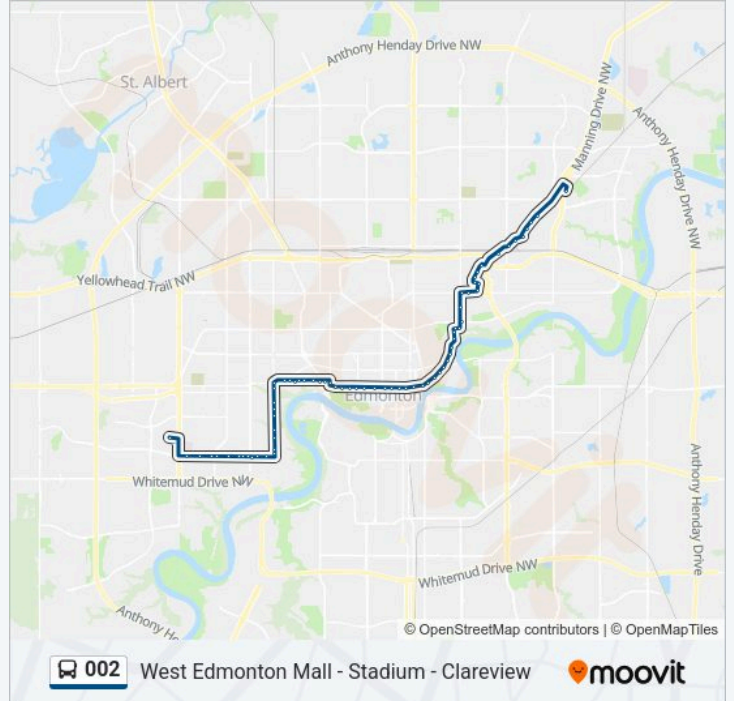 Anthony Henday Drive NW
Manning Drive NW
St. Albert
Anthony Henday Drive NW
Yellowhead Trail NW
Edmonton
Whitemud Drive NW
Anthony Henday Drive
Whitemud Drive NW
Anthony He
© OpenStreetMap contributors | © OpenMapTiles
002 West Edmonton Mall - Stadium - Clareview moovit